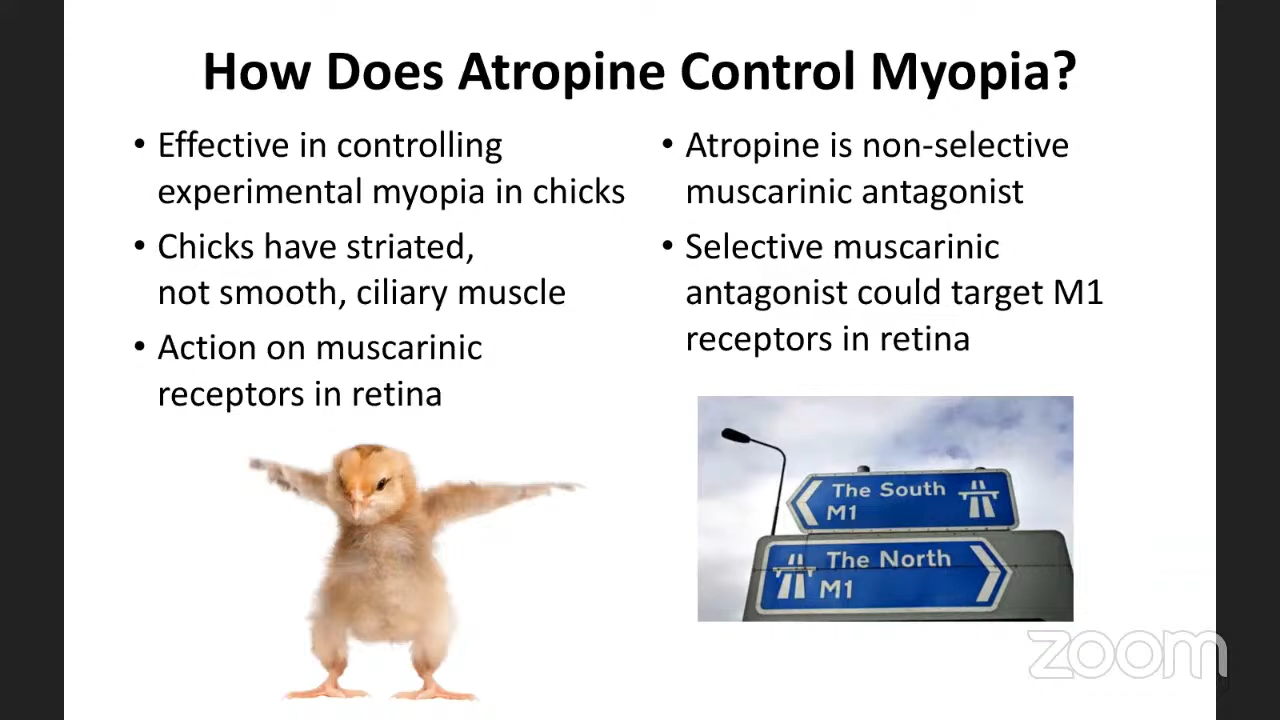 How Does Atropine Control Myopia?
• Effective in controlling
experimental myopia in chicks
• Chicks have striated,
not smooth, ciliary muscle
• Action on muscarinic
receptors in retina
• Atropine is non-selective
muscarinic antagonist
• Selective muscarinic
antagonist could target M1
receptors in retina
The South
M1
The North
M1
zoom